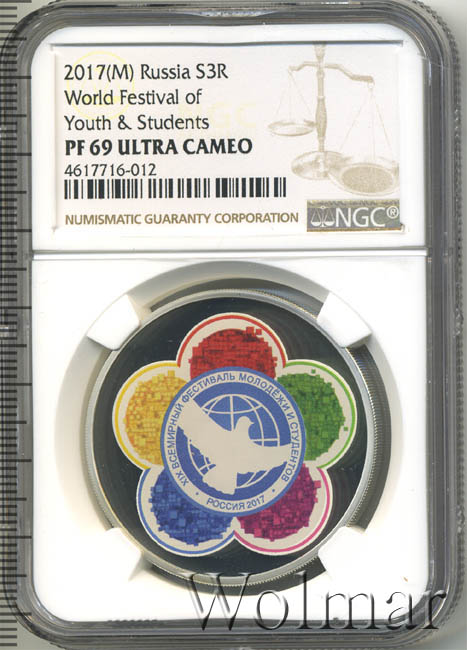 2017(M) Russia S3R
World Festival of
Youth & Students
PF 69 ULTRA CAMEO
4617716-012
NUMISMATIC GUARANTY CORPORATION
NGC®
XIX ВСЕМИРНЫЙ ФЕСТИВАЛЬ МОЛОДЁЖИ И СТУДЕНТОВ
· РОССИЯ 2017 ·
Wolmar